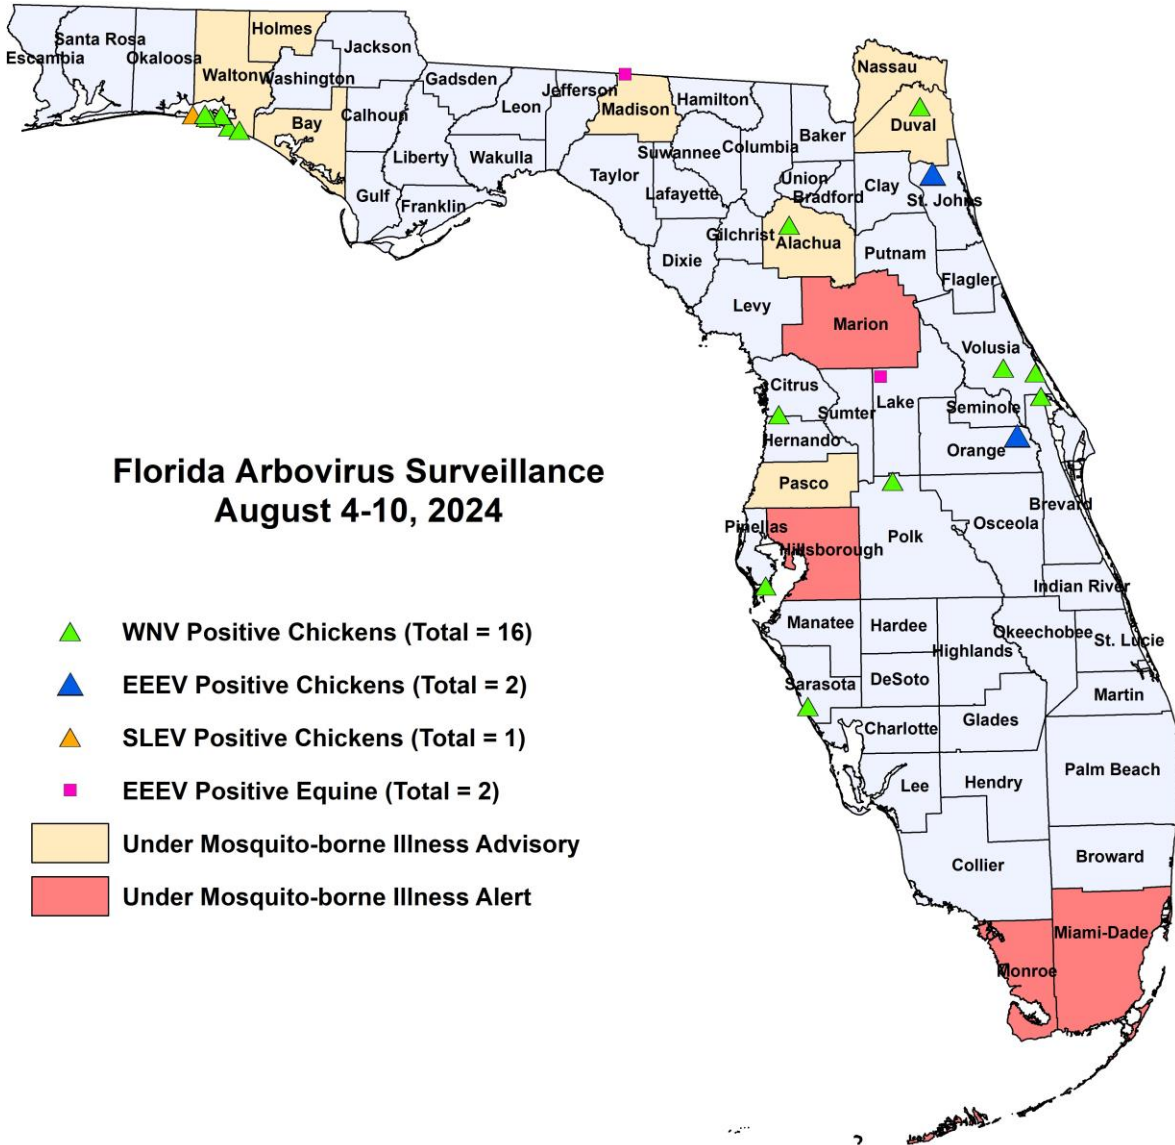 Holmes
Jackson
Santa Rosa
Escambia
Okaloosa
Walton
Washington
Gadsden
Jefferson
Leon
Madison
Hamilton
Nassau
Calhoun
Bay
Duval
Baker
Columbia
Suwannee
Liberty
Wakulla
Taylor
Union
Clay
Lafayette
Bradford
St. Johns
Gulf
Franklin
Gilchrist
Alachua
Putnam
Dixie
Flagler
Levy
Marion
Volusia
Citrus
Lake
Sumter
Seminole
Hernando
Orange
Florida Arbovirus Surveillance
August 4-10, 2024
Pasco
Brevard
Osceola
Pinellas
Polk
Hillsborough
Indian River
Manatee
Hardee
Okeechobee
St. Lucie
Highlands
Sarasota
DeSoto
Martin
Charlotte
Glades
Palm Beach
Lee
Hendry
Broward
Collier
Miami-Dade
Monroe
WNV Positive Chickens (Total = 16)
EEEV Positive Chickens (Total = 2)
SLEV Positive Chickens (Total = 1)
EEEV Positive Equine (Total = 2)
Under Mosquito-borne Illness Advisory
Under Mosquito-borne Illness Alert